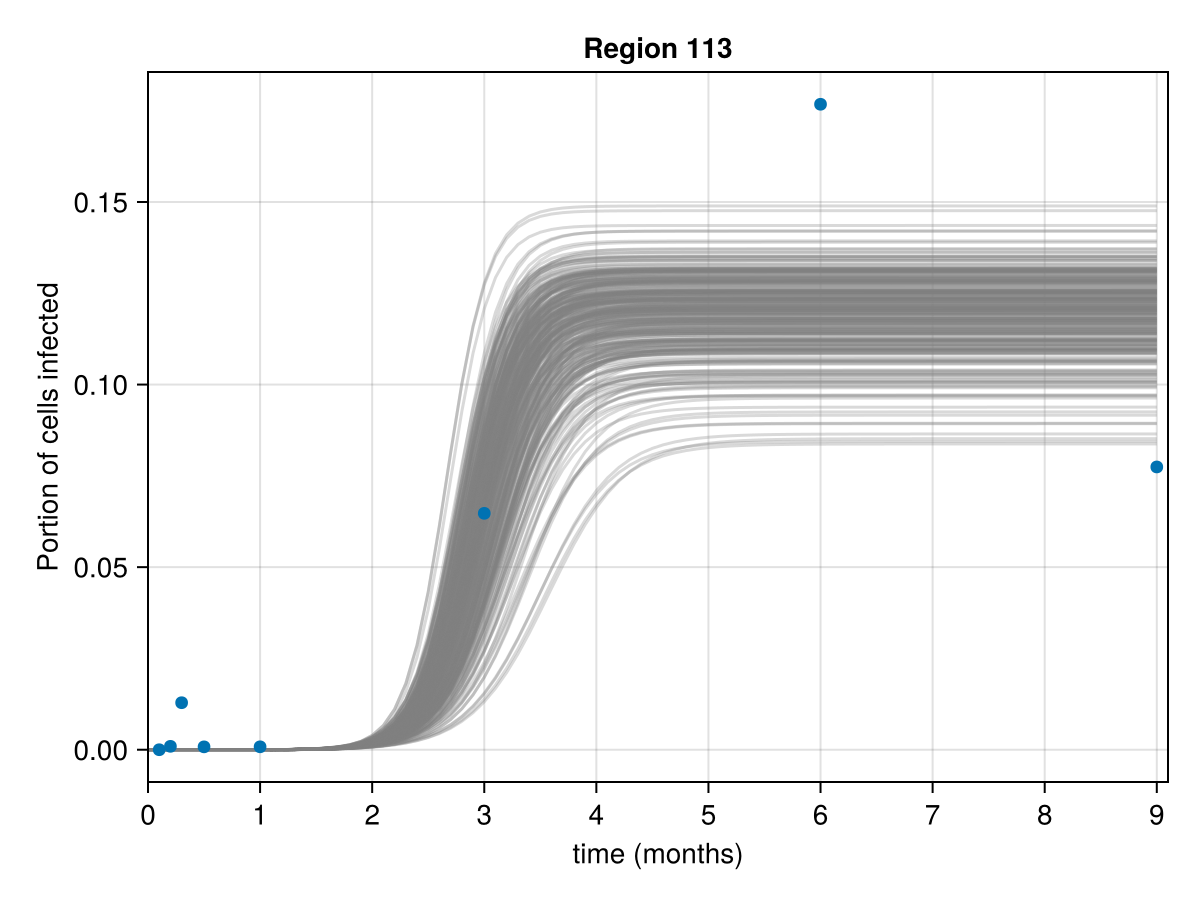 Region 113
Portion of cells infected
0.15
0.10
0.05
0.00
0 1 2 3 4 5 6 7 8 9
time (months)